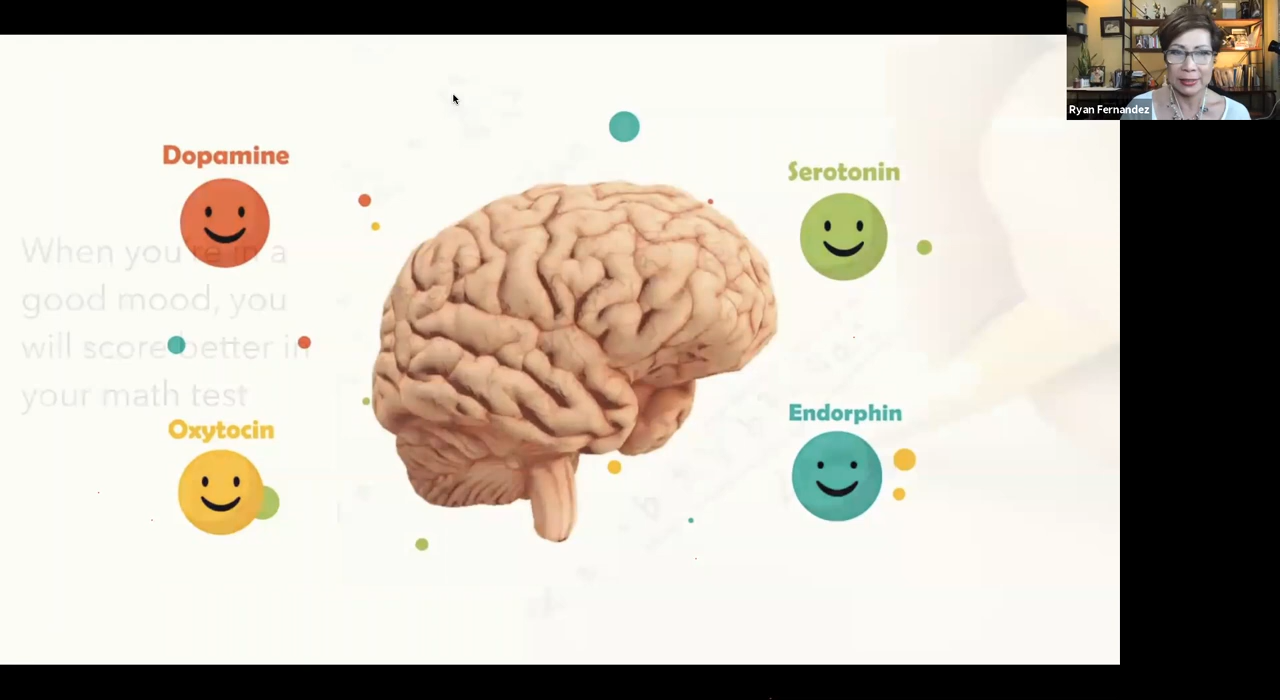 Ryan Fernandez
Dopamine
Serotonin
When you're in a
good mood, you
will score better in
your math test
Oxytocin
Endorphin